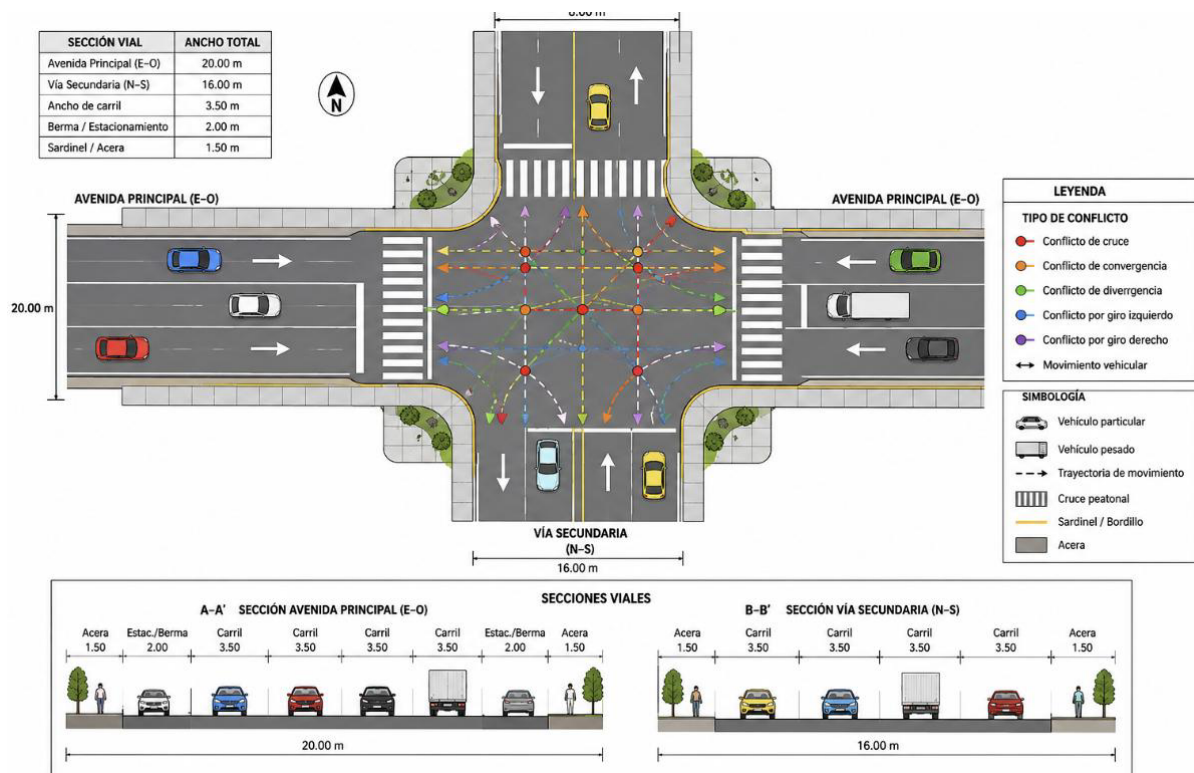 8.00 m
SECCIÓN VIAL ANCHO TOTAL
Avenida Principal (E–O) 20.00 m
Vía Secundaria (N–S) 16.00 m
Ancho de carril 3.50 m
Berma / Estacionamiento 2.00 m
Sardinel / Acera 1.50 m
N
AVENIDA PRINCIPAL (E–O)
AVENIDA PRINCIPAL (E–O)
20.00 m
LEYENDA
TIPO DE CONFLICTO
Conflicto de cruce
Conflicto de convergencia
Conflicto de diverrgencia
Conflicto por giro izquierdo
Conflicto por giro derecho
Movimiento vehicular
SIMBOLOGÍA
Vehículo particular
Vehículo pesado
Trayectoria de movimiento
Cruce peatonal
Sardinel / Bordillo
Acera
VÍA SECUNDARIA
(N–S)
16.00 m
SECCIONES VIALES
A–A' SECCIÓN AVENIDA PRINCIPAL (E–O)
Acera Estac./Berma Carril Carril Carril Carril Estac./Berma Acera
1.50 2.00 3.50 3.50 3.50 3.50 2.00 1.50
20.00 m
B–B' SECCIÓN VÍA SECUNDARIA (N–S)
Acera Carril Carril Carril Carril Acera
1.50 3.50 3.50 3.50 3.50 1.50
16.00 m